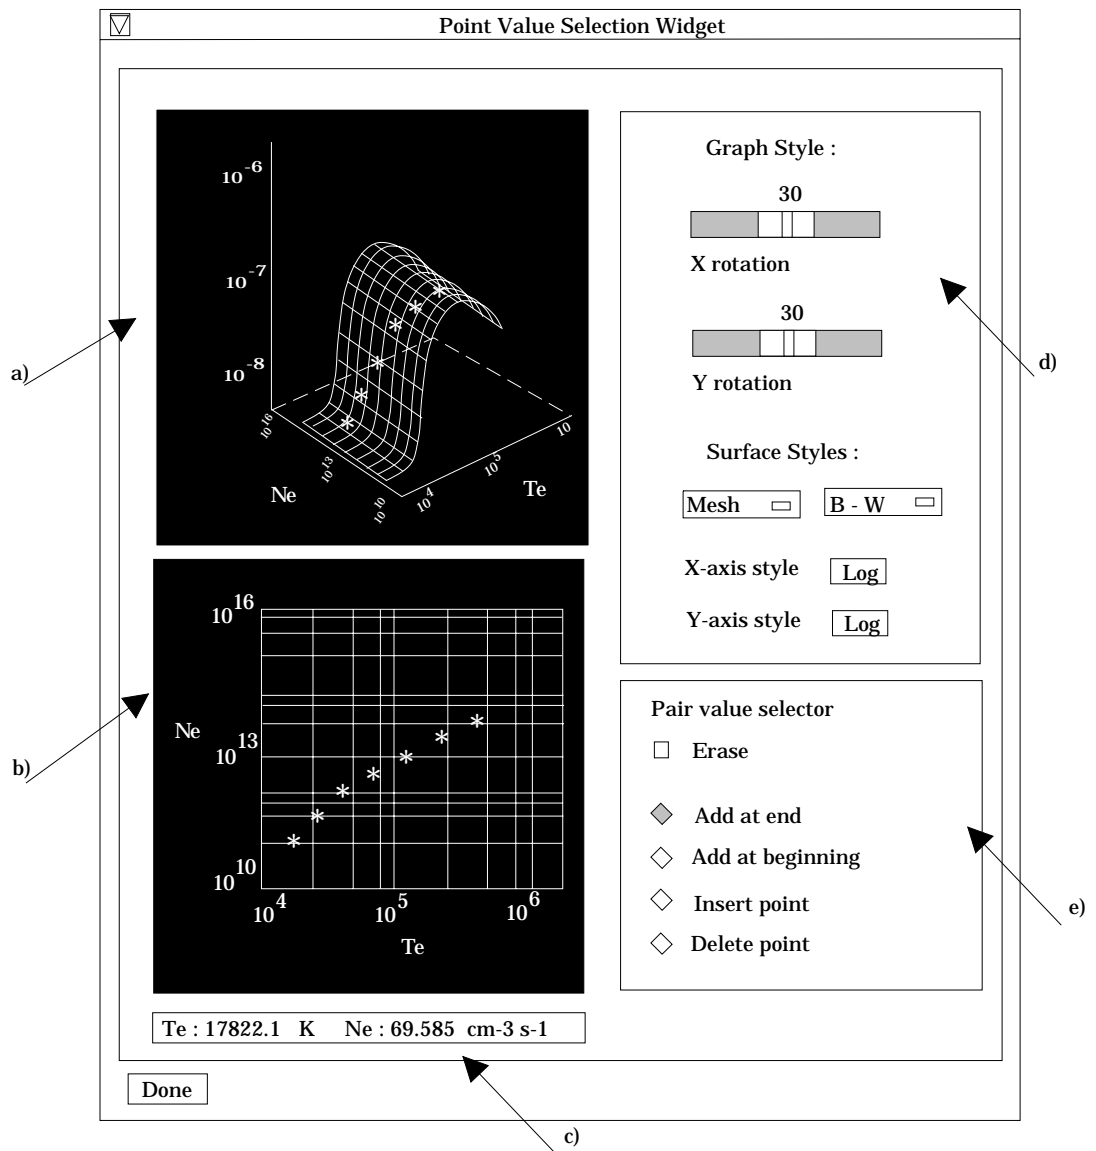 Point Value Selection Widget
10-6
10-7
10-8
10 16
10 13
10 10
Ne
10 4
10 5
10
Te
a)
Graph Style :
30
X rotation
30
Y rotation
Surface Styles :
Mesh
B - W
X-axis style Log
Y-axis style Log
d)
10 16
Ne
10 13
10 10
10 4
10 5
10 6
Te
b)
Pair value selector
Erase
Add at end
Add at beginning
Insert point
Delete point
e)
Te : 17822.1 K Ne : 69.585 cm-3 s-1
Done
c)